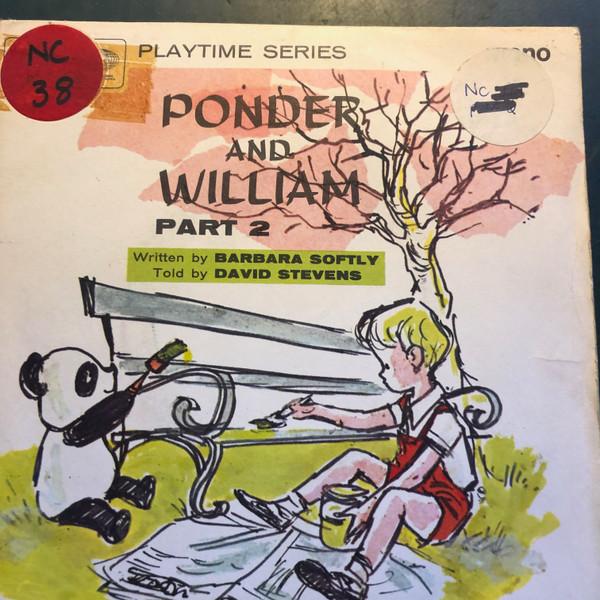 NC
38
PLAYTIME SERIES
NC
PONDER
AND
WILLIAM
PART 2
Written by BARBARA SOFTLY
Told by DAVID STEVENS